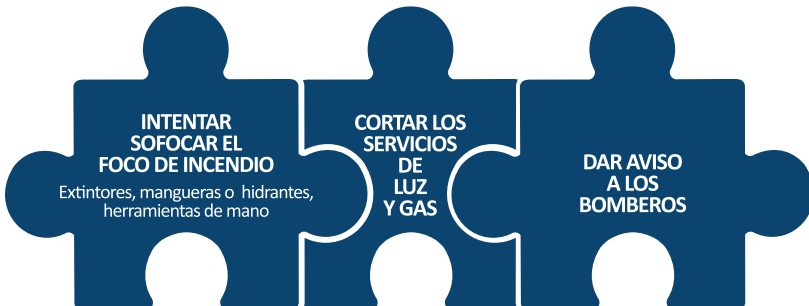 INTENTAR
SOFOCAR EL
FOCO DE INCENDIO
Extintores, mangueras o hidrantes,
herramientas de mano
CORTAR LOS
SERVICIOS
DE
LUZ
Y GAS
DAR AVISO
A LOS
BOMBEROS